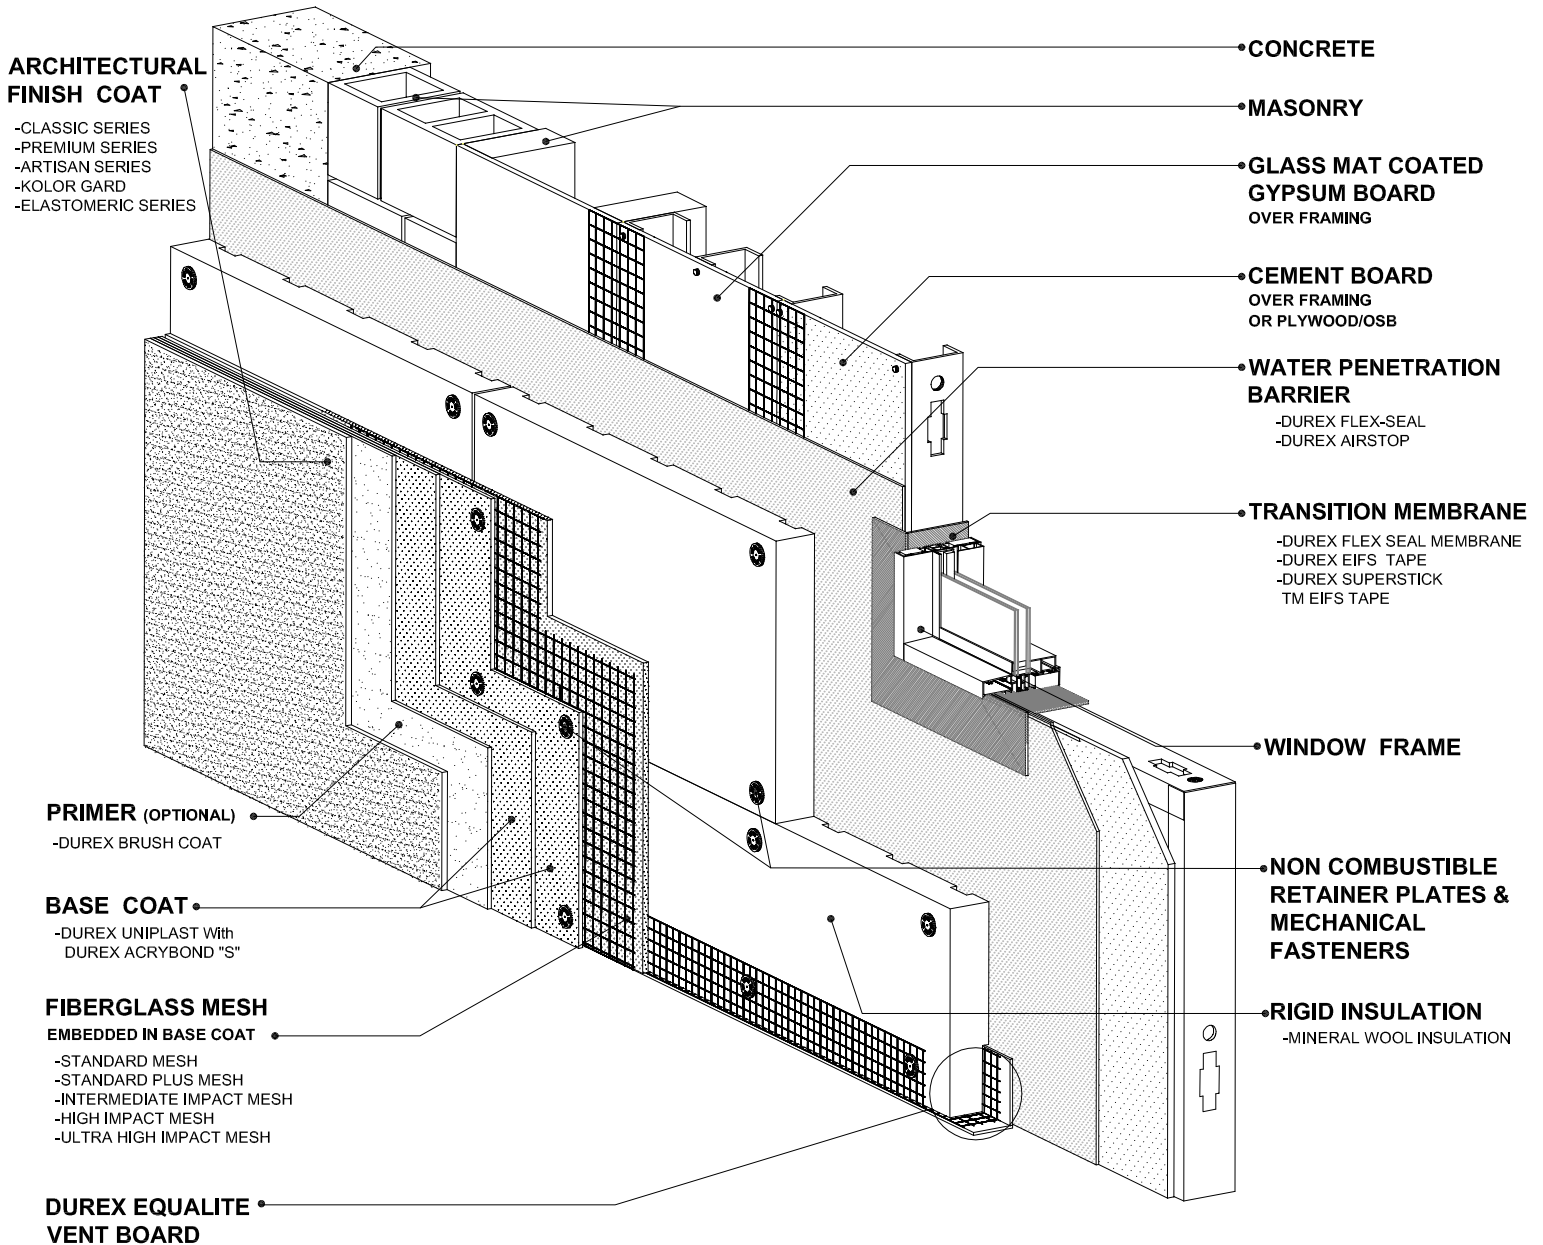 ARCHITECTURAL
FINISH COAT
-CLASSIC SERIES
-PREMIUM SERIES
-ARTISAN SERIES
-KOLOR GARD
-ELASTOMERIC SERIES
PRIMER (OPTIONAL)
-DUREX BRUSH COAT
BASE COAT
-DUREX UNIPLAST With
DUREX ACRYBOND "S"
FIBERGLASS MESH
EMBEDDED IN BASE COAT
-STANDARD MESH
-STANDARD PLUS MESH
-INTERMEDIATE IMPACT MESH
-HIGH IMPACT MESH
-ULTRA HIGH IMPACT MESH
DUREX EQUALITE
VENT BOARD
CONCRETE
MASONRY
GLASS MAT COATED
GYPSUM BOARD
OVER FRAMING
CEMENT BOARD
OVER FRAMING
OR PLYWOOD/OSB
WATER PENETRATION
BARRIER
-DUREX FLEX-SEAL
-DUREX AIRSTOP
TRANSITION MEMBRANE
-DUREX FLEX SEAL MEMBRANE
-DUREX EIFS TAPE
-DUREX SUPERSTICK
TM EIFS TAPE
WINDOW FRAME
NON COMBUSTIBLE
RETAINER PLATES &
MECHANICAL
FASTENERS
RIGID INSULATION
-MINERAL WOOL INSULATION